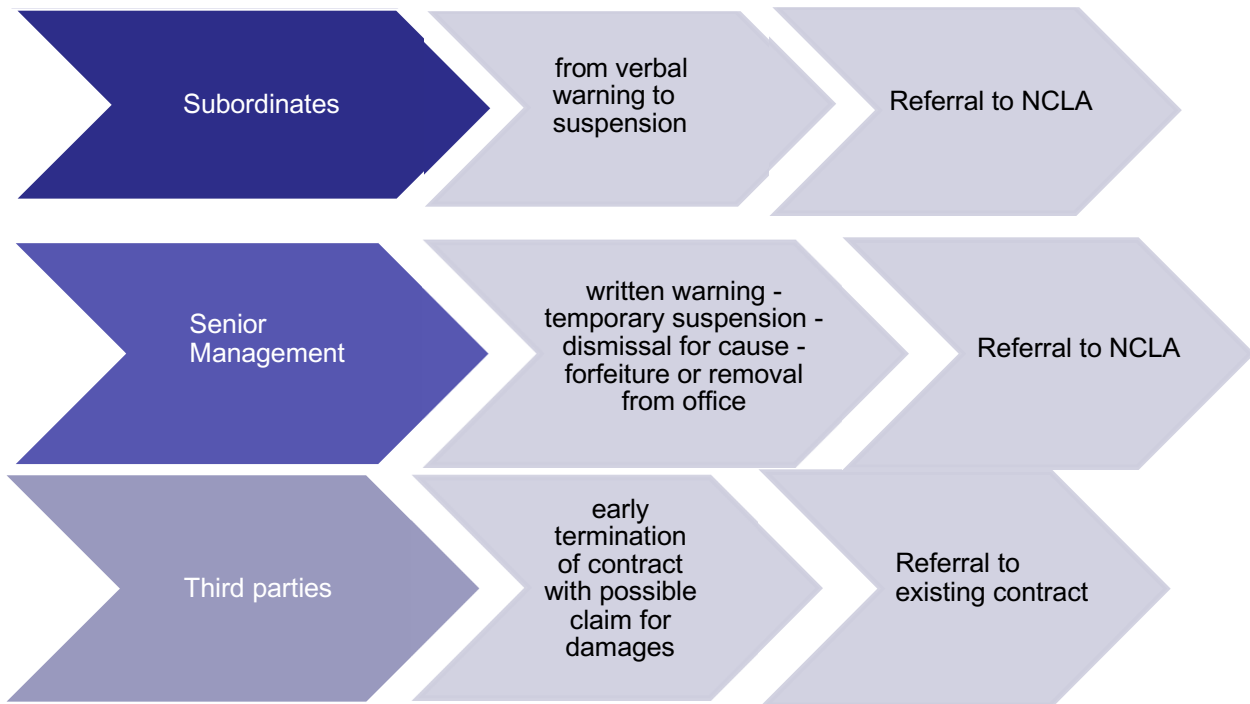 Subordinates
from verbal
warning to
suspension
Referral to NCLA
Senior
Management
written warning -
temporary suspension -
dismissal for cause -
forfeiture or removal
from office
Referral to NCLA
Third parties
early
termination
of contract
with possible
claim for
damages
Referral to
existing contract